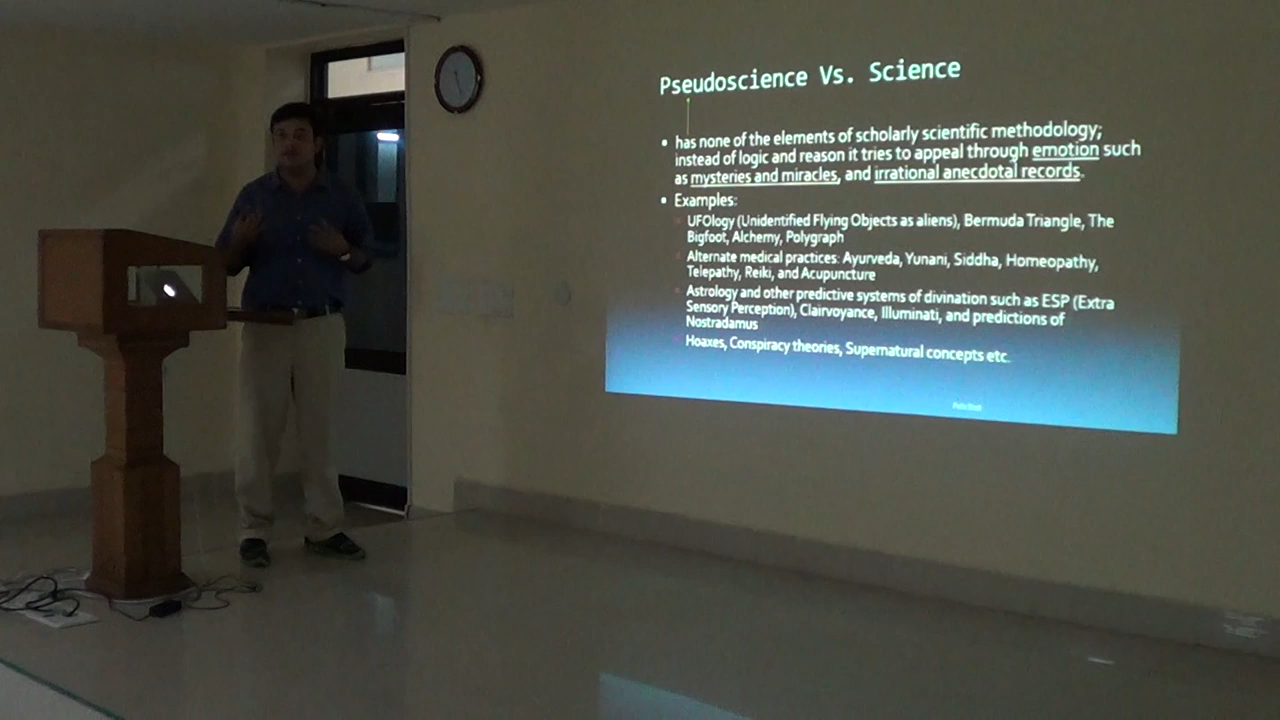 Pseudoscience Vs. Science
• has none of the elements of scholarly scientific methodology;
instead of logic and reason it tries to appeal through emotion such
as mysteries and miracles, and irrational anecdotal records.
• Examples:
UFOlogy (Unidentified Flying Objects as aliens), Bermuda Triangle, The
Bigfoot, Alchemy, Polygraph
Alternate medical practices: Ayurveda, Yunani, Siddha, Homeopathy,
Telepathy, Reiki, and Acupuncture
Astrology and other predictive systems of divination such as ESP (Extra
Sensory Perception), Clairvoyance, Illuminati, and predictions of
Nostradamus
Hoaxes, Conspiracy theories, Supernatural concepts etc.